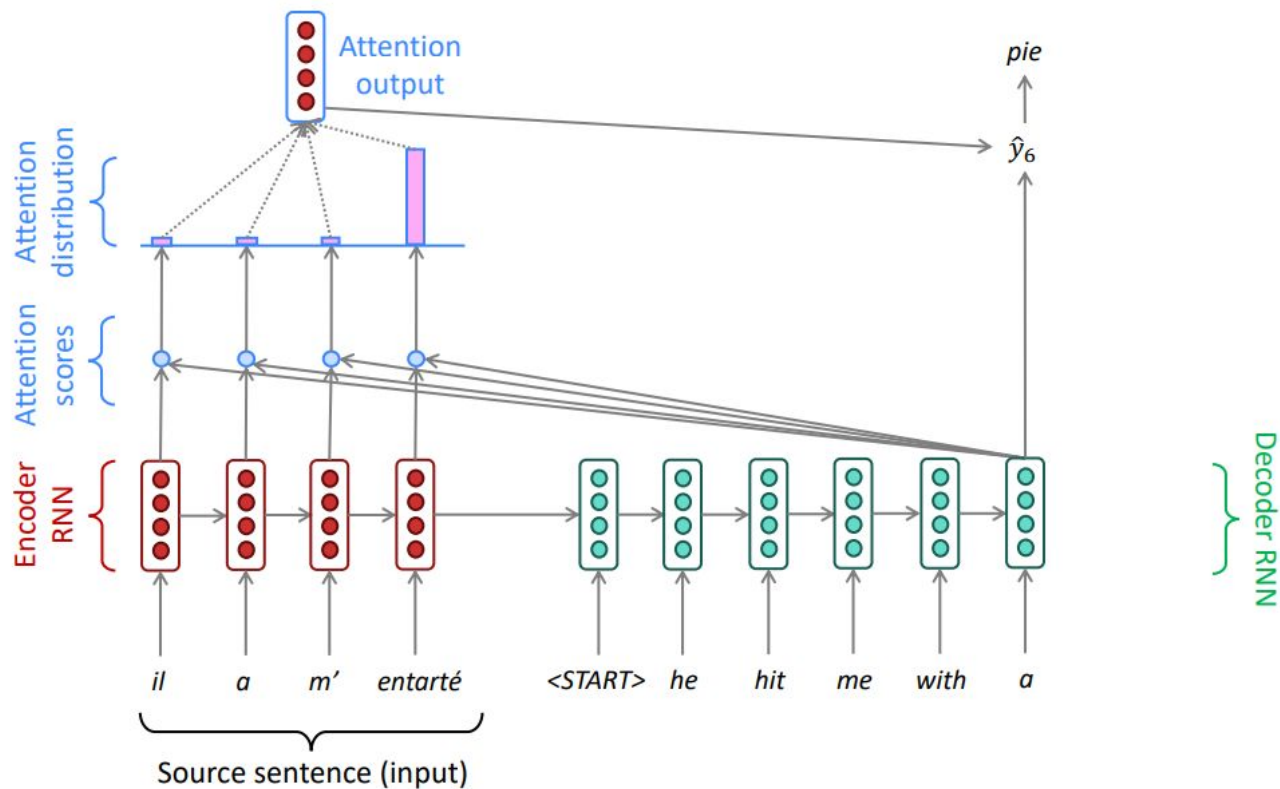 Attention
output
pie
ŷ₆
Attention
distribution
Attention
scores
Encoder
RNN
Decoder RNN
il a m' entarté <START> he hit me with a
Source sentence (input)